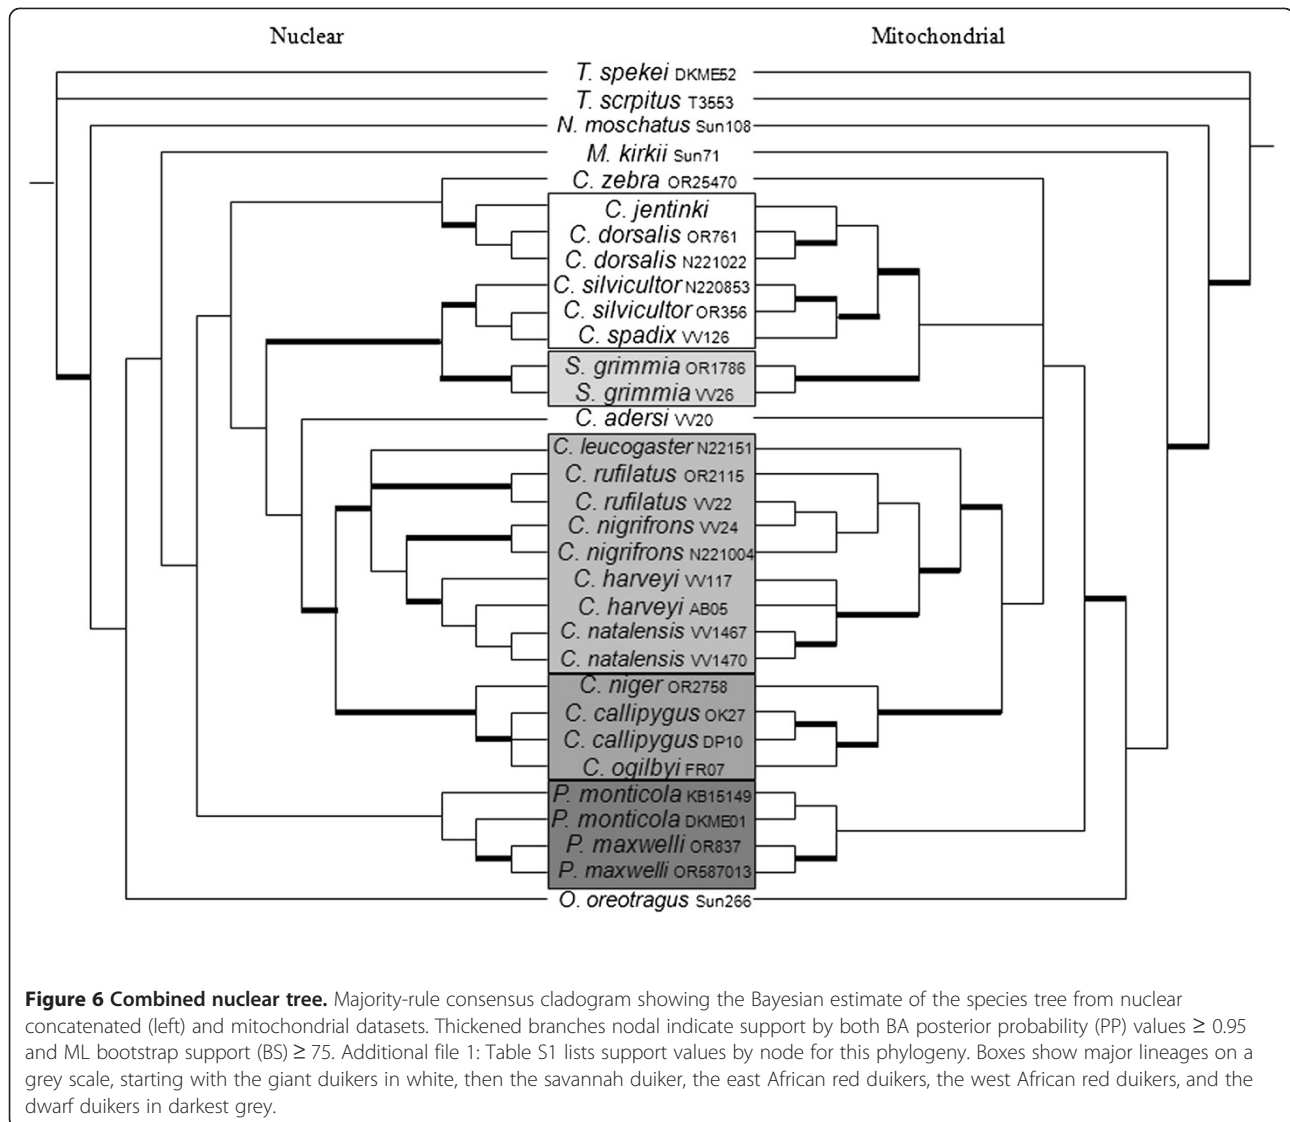 Nuclear
Mitochondrial
T. spekei DKME52
T. scrpitus T3553
N. moschatus Sun108
M. kirkii Sun71
C. zebra OR25470
C. jentinki
C. dorsalis OR761
C. dorsalis N221022
C. silvicultor N220853
C. silvicultor OR356
C. spadix VV126
S. grimmia OR1786
S. grimmia VV26
C. adersi VV20
C. leucogaster N22151
C. rufilatus OR2115
C. rufilatus VV22
C. nigrifrons VV24
C. nigrifrons N221004
C. harveyi VV117
C. harveyi AB05
C. natalensis VV1467
C. natalensis VV1470
C. niger OR2758
C. callipygus OK27
C. callipygus DP10
C. ogilbyi FR07
P. monticola KB15149
P. monticola DKME01
P. maxwelli OR837
P. maxwelli OR587013
O. oreotragus Sun266
Figure 6 Combined nuclear tree. Majority-rule consensus cladogram showing the Bayesian estimate of the species tree from nuclear
concatenated (left) and mitochondrial datasets. Thickened branches nodal indicate support by both BA posterior probability (PP) values ≥ 0.95
and ML bootstrap support (BS) ≥ 75. Additional file 1: Table S1 lists support values by node for this phylogeny. Boxes show major lineages on a
grey scale, starting with the giant duikers in white, then the savannah duiker, the east African red duikers, the west African red duikers, and the
dwarf duikers in darkest grey.